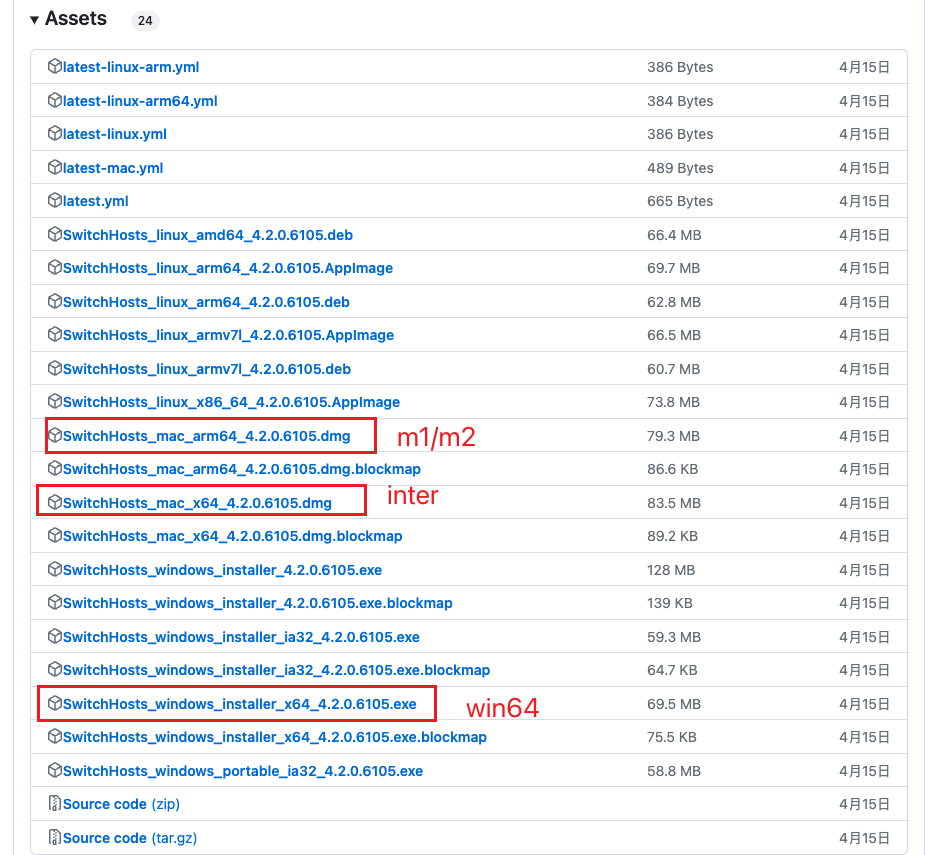 Assets 24
latest-linux-arm.yml 386 Bytes 4月15日
latest-linux-arm64.yml 384 Bytes 4月15日
latest-linux.yml 386 Bytes 4月15日
latest-mac.yml 489 Bytes 4月15日
latest.yml 665 Bytes 4月15日
SwitchHosts_linux_amd64_4.2.0.6105.deb 66.4 MB 4月15日
SwitchHosts_linux_arm64_4.2.0.6105.AppImage 69.7 MB 4月15日
SwitchHosts_linux_arm64_4.2.0.6105.deb 62.8 MB 4月15日
SwitchHosts_linux_armv7l_4.2.0.6105.AppImage 66.5 MB 4月15日
SwitchHosts_linux_armv7l_4.2.0.6105.deb 60.7 MB 4月15日
SwitchHosts_linux_x86_64_4.2.0.6105.AppImage 73.8 MB 4月15日
SwitchHosts_mac_arm64_4.2.0.6105.dmg m1/m2 79.3 MB 4月15日
SwitchHosts_mac_arm64_4.2.0.6105.dmg.blockmap 86.6 KB 4月15日
SwitchHosts_mac_x64_4.2.0.6105.dmg inter 83.5 MB 4月15日
SwitchHosts_mac_x64_4.2.0.6105.dmg.blockmap 89.2 KB 4月15日
SwitchHosts_windows_installer_4.2.0.6105.exe 128 MB 4月15日
SwitchHosts_windows_installer_4.2.0.6105.exe.blockmap 139 KB 4月15日
SwitchHosts_windows_installer_ia32_4.2.0.6105.exe 59.3 MB 4月15日
SwitchHosts_windows_installer_ia32_4.2.0.6105.exe.blockmap 64.7 KB 4月15日
SwitchHosts_windows_installer_x64_4.2.0.6105.exe win64 69.5 MB 4月15日
SwitchHosts_windows_installer_x64_4.2.0.6105.exe.blockmap 75.5 KB 4月15日
SwitchHosts_windows_portable_ia32_4.2.0.6105.exe 58.8 MB 4月15日
Source code (zip) 4月15日
Source code (tar.gz) 4月15日